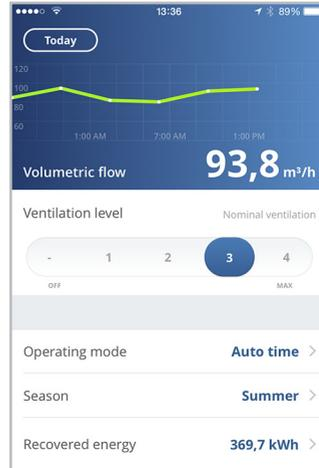 13:36
89%
Today
120
100
80
60
1:00 AM 7:00 AM 1:00 PM
Volumetric flow 93,8 m³/h
Ventilation level Nominal ventilation
- 1 2 3 4
OFF MAX
Operating mode Auto time
Season Summer
Recovered energy 369,7 kWh